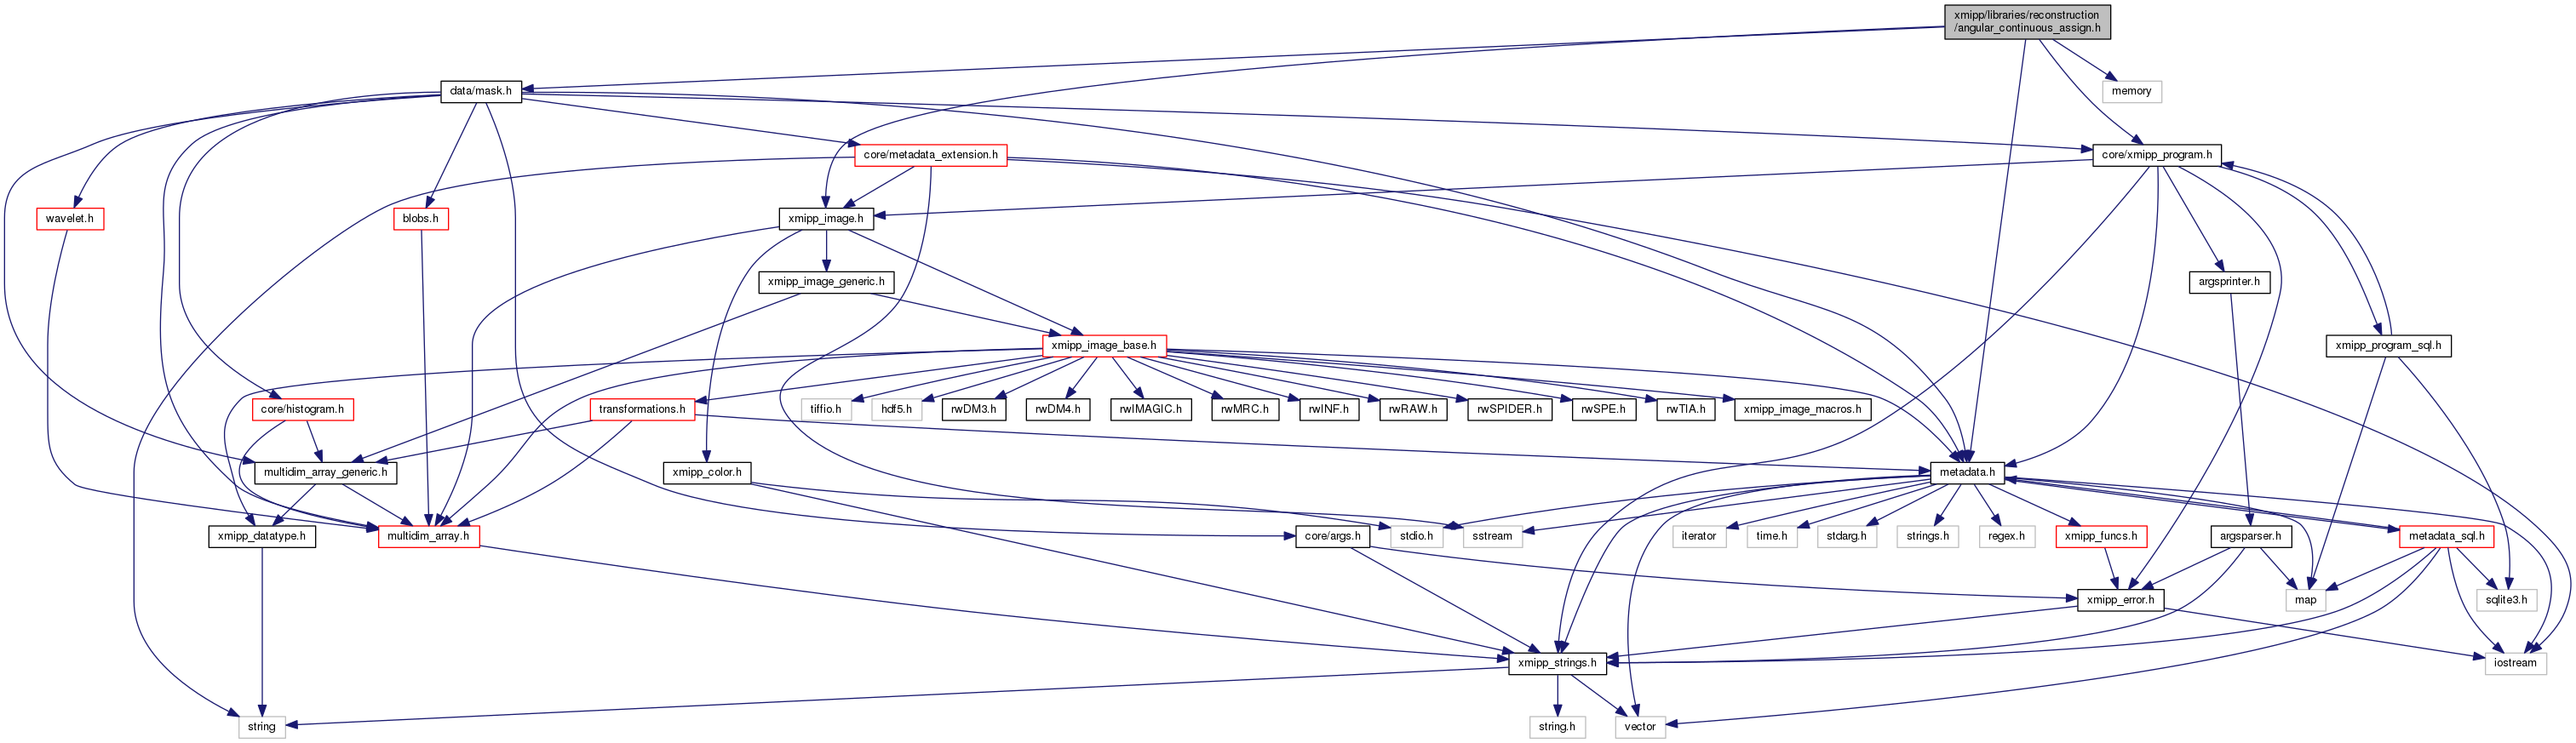 xmipp/libraries/reconstruction
/angular_continuous_assign.h
data/mask.h
memory
core/metadata_extension.h
core/xmipp_program.h
wavelet.h
blobs.h
xmipp_image.h
xmipp_image_generic.h
argsprinter.h
xmipp_image_base.h
xmipp_program_sql.h
core/histogram.h
transformations.h
tiffio.h
hdf5.h
rwDM3.h
rwDM4.h
rwIMAGIC.h
rwMRC.h
rwINF.h
rwRAW.h
rwSPIDER.h
rwSPE.h
rwTIA.h
xmipp_image_macros.h
multidim_array_generic.h
xmipp_color.h
metadata.h
xmipp_datatype.h
multidim_array.h
core/args.h
stdio.h
sstream
iterator
time.h
stdarg.h
strings.h
regex.h
xmipp_funcs.h
argsparser.h
metadata_sql.h
xmipp_error.h
map
sqlite3.h
xmipp_strings.h
iostream
string
string.h
vector